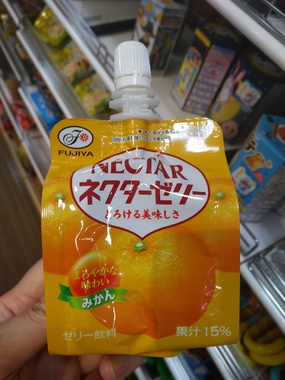 FUJIYA
NECTAR
ネクターゼリー
とろける美味しさ
まろやかな
味わい
みかん
ゼリー飲料
果汁15%